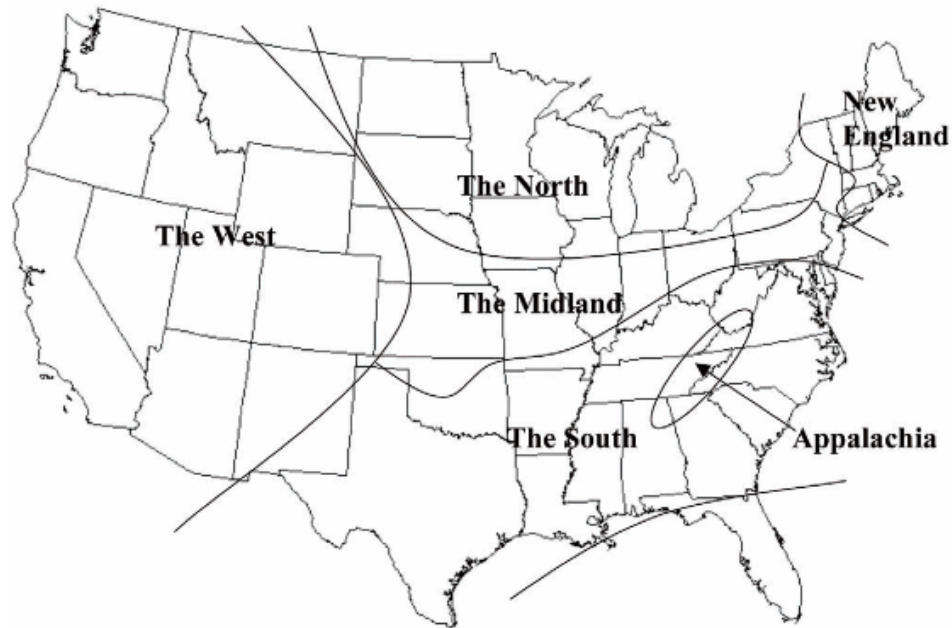 New
England
The North
The West
The Midland
The South
Appalachia